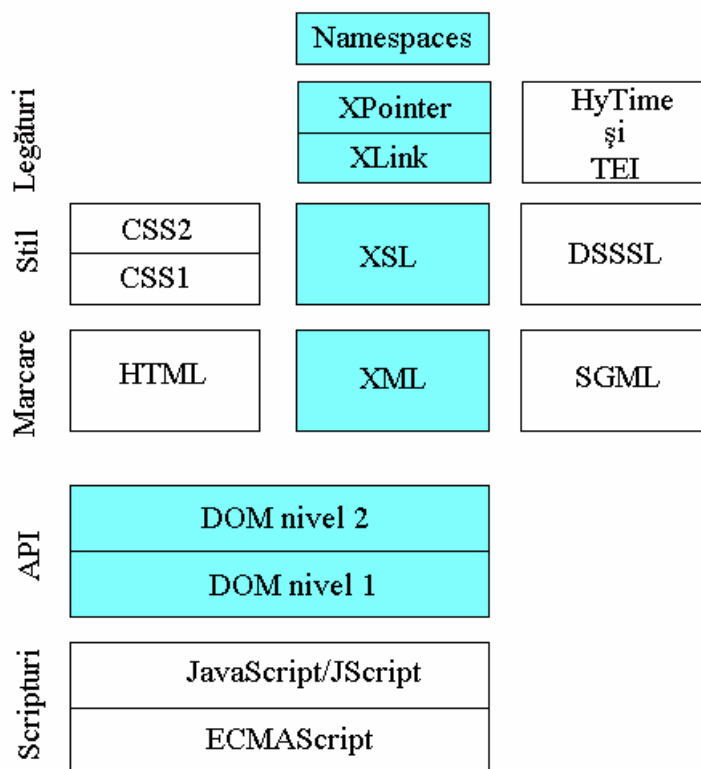 Namespaces
Legături
XPointer
XLink
HyTime
şi
TEI
Stil
CSS2
CSS1
XSL
DSSSL
Marcare
HTML
XML
SGML
API
DOM nivel 2
DOM nivel 1
Scripturi
JavaScript/JScript
ECMAScript